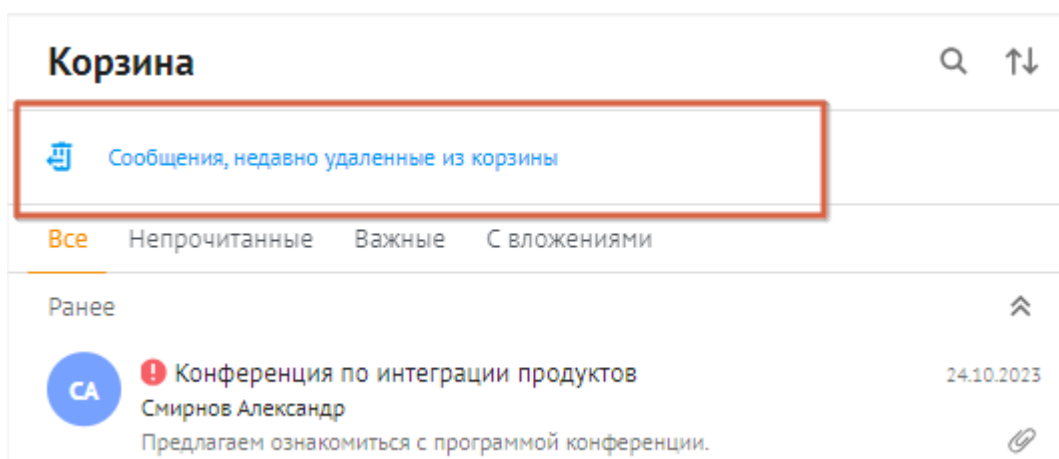 Корзина
Сообщения, недавно удаленные из корзины
Все Непрочитанные Важные С вложениями
Ранее
Конференция по интеграции продуктов 24.10.2023
СА
Смирнов Александр
Предлагаем ознакомиться с программой конференции.